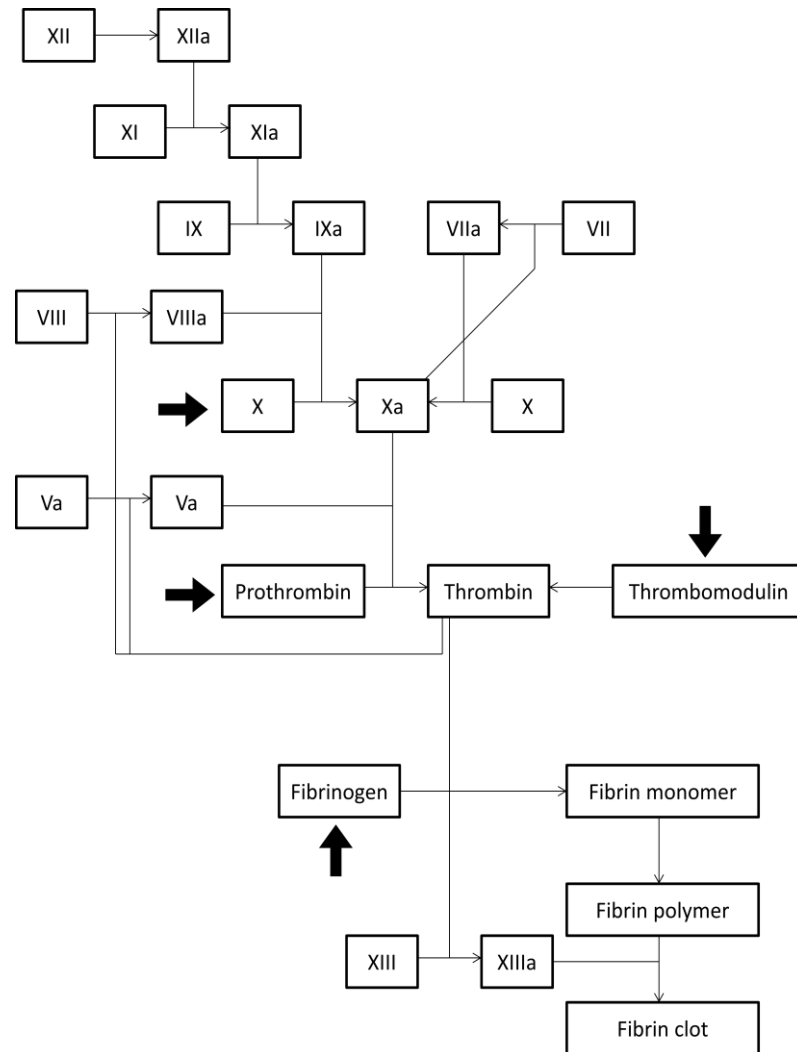 XII
XIIa
XI
XIa
IX
IXa
VIIa
VII
VIII
VIIIa
X
Xa
X
Va
Va
Prothrombin
Thrombin
Thrombomodulin
Fibrinogen
Fibrin monomer
Fibrin polymer
XIII
XIIIa
Fibrin clot